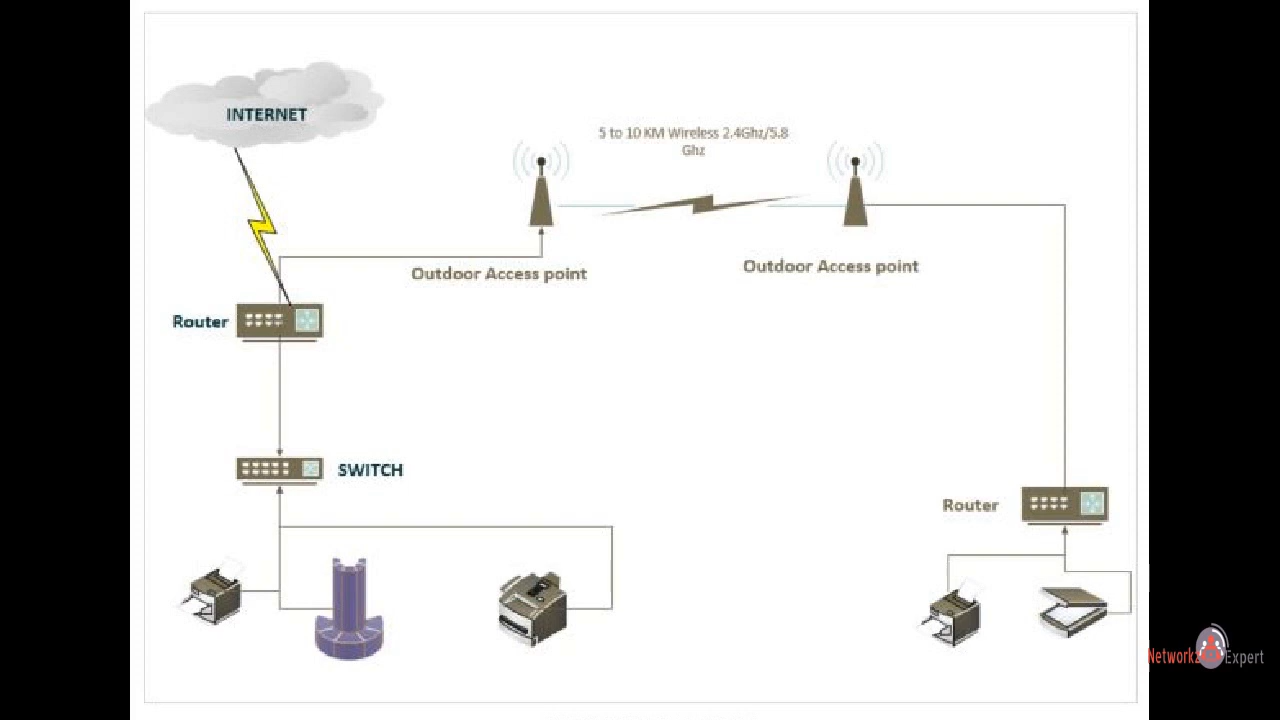 INTERNET
5 to 10 KM Wireless 2.4Ghz/5.8
Ghz
Outdoor Access point
Outdoor Access point
Router
SWITCH
Router
Expert